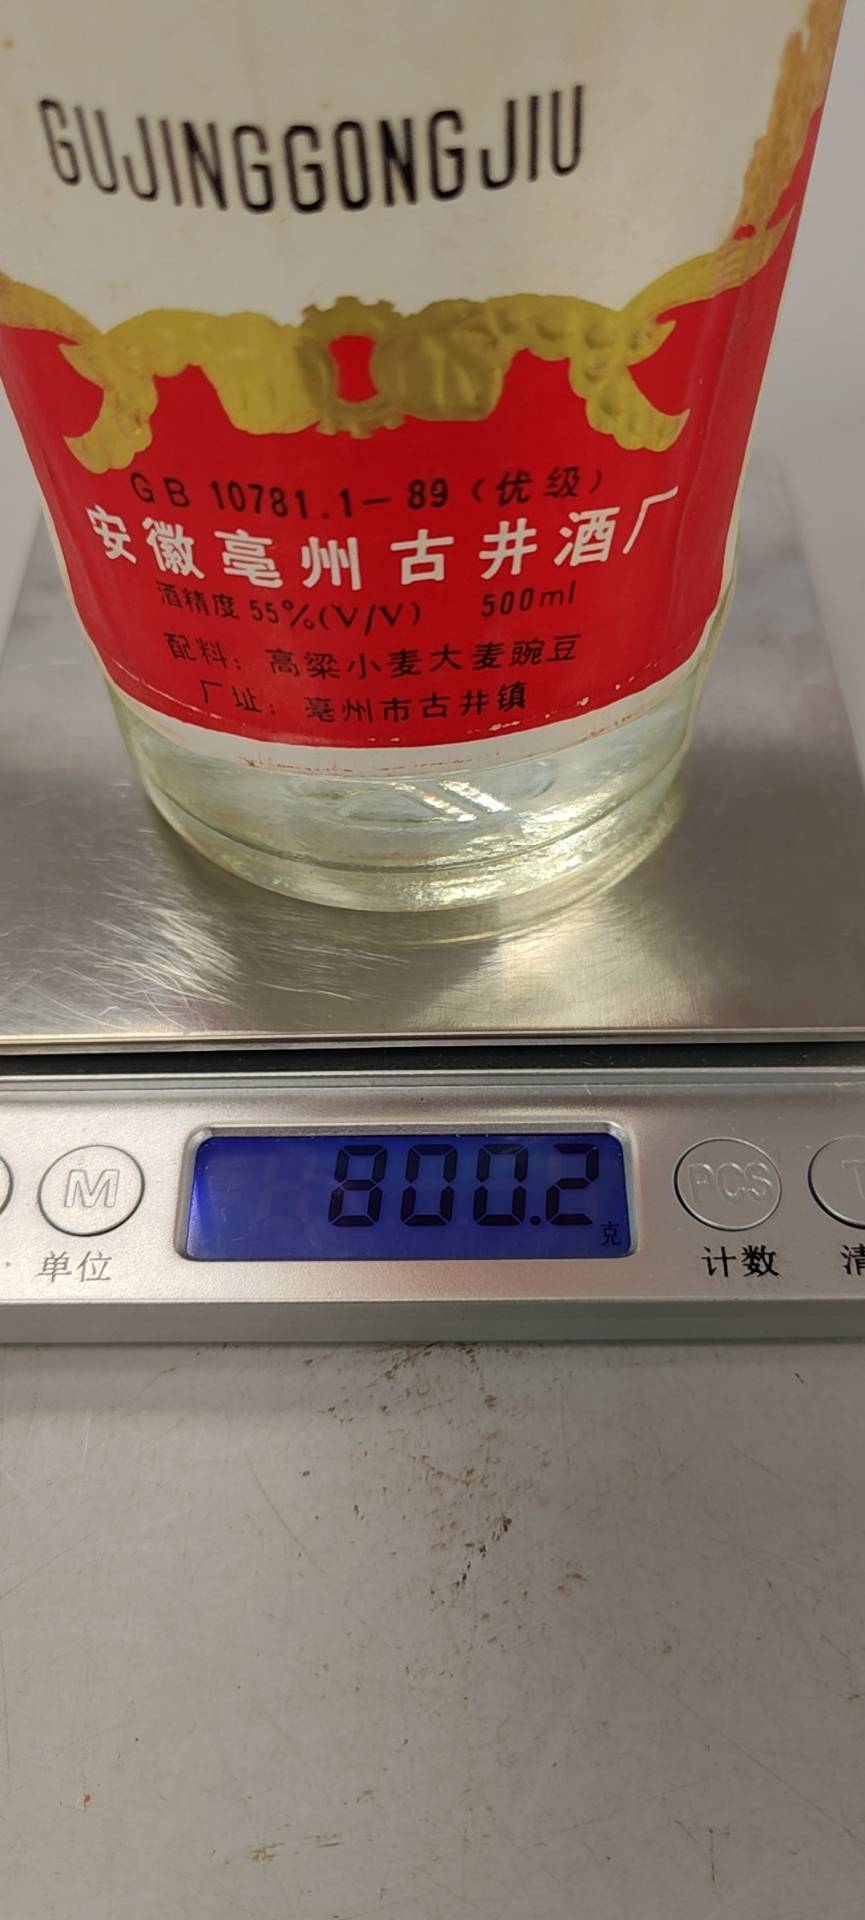 GUJINGGONGJIU
GB 10781.1-89(优级)
安徽亳州古井酒厂
酒精度 55%(V/V) 500ml
配料：高粱小麦大麦豌豆
厂址：亳州市古井镇
800.2 克
M PCS T
单位 计数 清